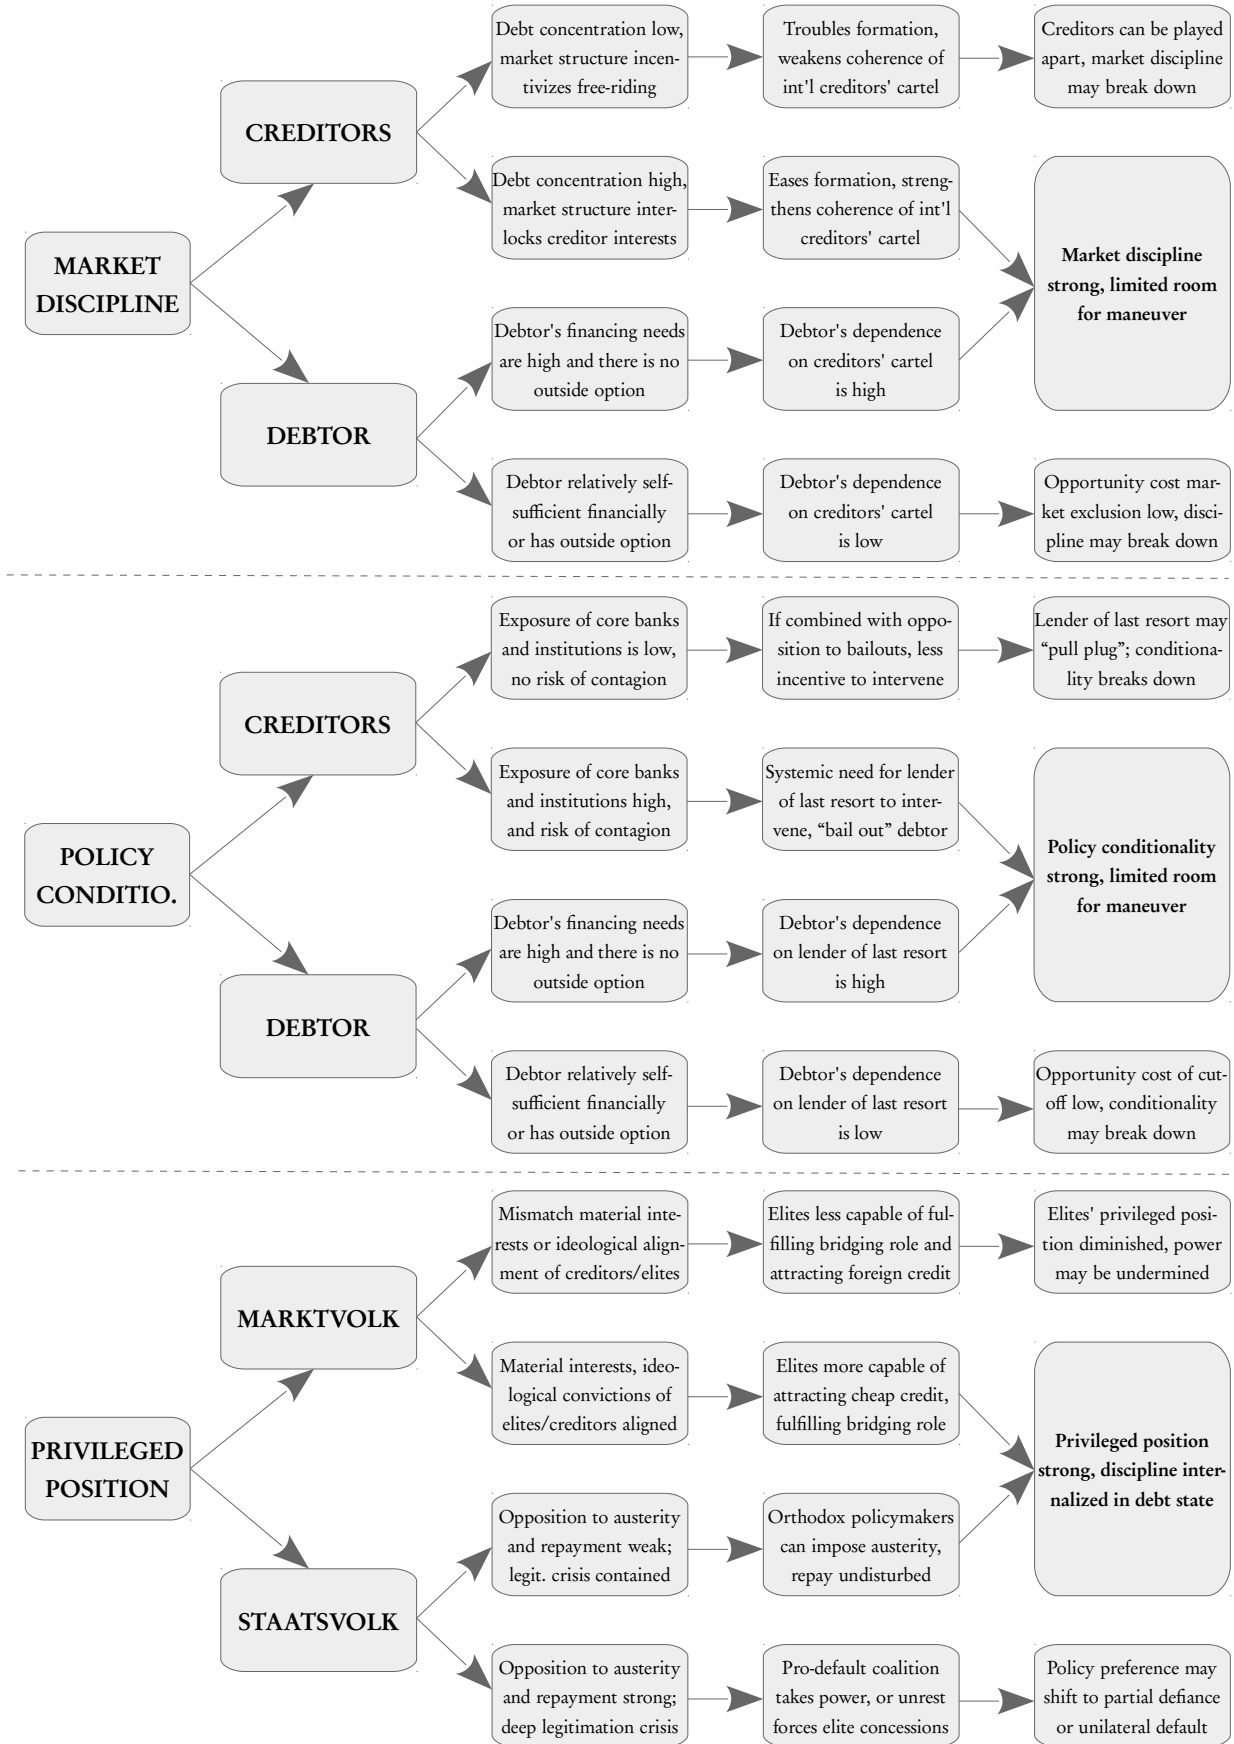 MARKET
DISCIPLINE
CREDITORS
Debt concentration low,
market structure incen-
tivizes free-riding
Troubles formation,
weakens coherence of
int'l creditors' cartel
Creditors can be played
apart, market discipline
may break down
Debt concentration high,
market structure inter-
locks creditor interests
Eases formation, streng-
thens coherence of int'l
creditors' cartel
Market discipline
strong, limited room
for maneuver
DEBTOR
Debtor's financing needs
are high and there is no
outside option
Debtor's dependence
on creditors' cartel
is high
Debtor relatively self-
sufficient financially
or has outside option
Debtor's dependence
on creditors' cartel
is low
Opportunity cost mar-
ket exclusion low, disci-
pline may break down
POLICY
CONDITIO.
CREDITORS
Exposure of core banks
and institutions is low,
no risk of contagion
If combined with oppo-
sition to bailouts, less
incentive to intervene
Lender of last resort may
“pull plug”; conditiona-
lity breaks down
Exposure of core banks
and institutions high,
and risk of contagion
Systemic need for lender
of last resort to inter-
vene, “bail out” debtor
Policy conditionality
strong, limited room
for maneuver
DEBTOR
Debtor's financing needs
are high and there is no
outside option
Debtor's dependence
on lender of last resort
is high
Debtor relatively self-
sufficient financially
or has outside option
Debtor's dependence
on lender of last resort
is low
Opportunity cost of cut-
off low, conditionality
may break down
PRIVILEGED
POSITION
MARKTVOLK
Mismatch material inte-
rests or ideological align-
ment of creditors/elites
Elites less capable of ful-
filling bridging role and
attracting foreign credit
Elites' privileged posi-
tion diminished, power
may be undermined
Material interests, ideo-
logical convictions of
elites/creditors aligned
Elites more capable of
attracting cheap credit,
fulfilling bridging role
Privileged position
strong, discipline inter-
nalized in debt state
STAATSVOLK
Opposition to austerity
and repayment weak;
legit. crisis contained
Orthodox policymakers
can impose austerity,
repay undisturbed
Opposition to austerity
and repayment strong;
deep legitimation crisis
Pro-default coalition
takes power, or unrest
forces elite concessions
Policy preference may
shift to partial defiance
or unilateral default